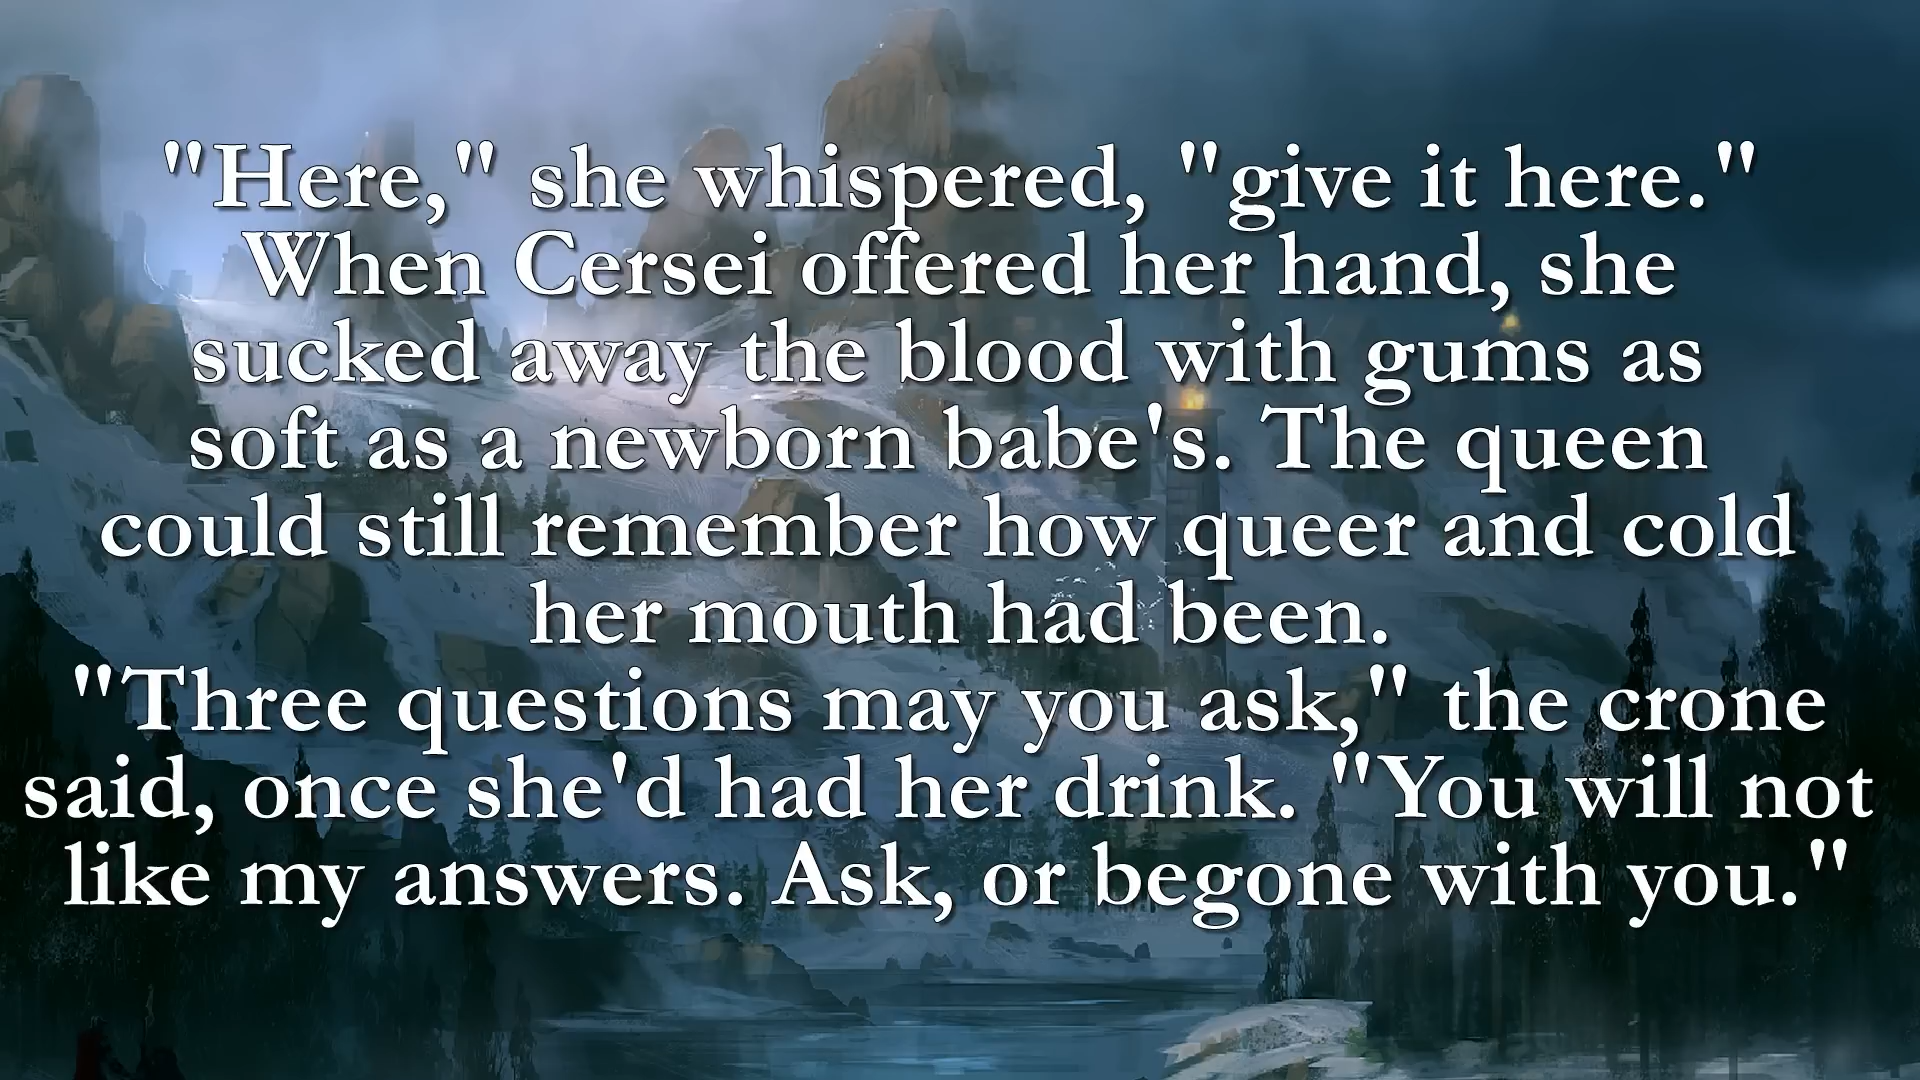 "Here," she whispered, "give it here."
When Cersei offered her hand, she
sucked away the blood with gums as
soft as a newborn babe's. The queen
could still remember how queer and cold
her mouth had been.
"Three questions may you ask," the crone
said, once she'd had her drink. "You will not
like my answers. Ask, or begone with you."